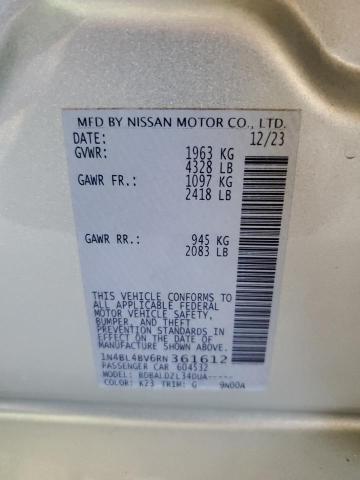 MFD BY NISSAN MOTOR CO., LTD.
DATE: 12/23
GVWR: 1963 KG
4328 LB
GAWR FR.: 1097 KG
2418 LB
GAWR RR.: 945 KG
2083 LB
THIS VEHICLE CONFORMS TO
ALL APPLICABLE FEDERAL
MOTOR VEHICLE SAFETY,
BUMPER, AND THEFT
PREVENTION STANDARDS IN
EFFECT ON THE DATE OF
MANUFACTURE SHOWN ABOVE.
1N4BL4BV6RN361612
PASSENGER CAR 604532
MODEL: BDBALDZL34DUA-----
COLOR: K23 TRIM: G 9N00A